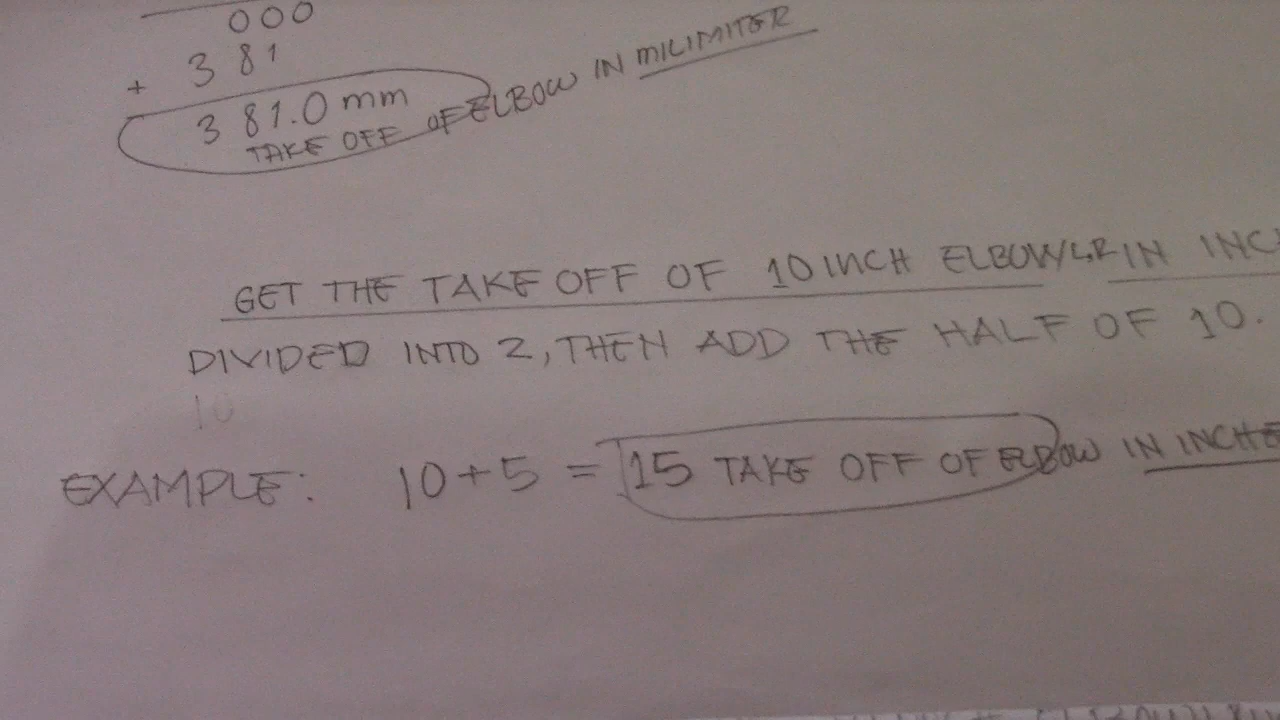 000
+ 381
381.0 mm
TAKE OFF OF ELBOW IN MILIMITER
GET THE TAKE OFF OF 10 INCH ELBOW LR IN INC
DIVIDED INTO 2, THEN ADD THE HALF OF 10.
10
EXAMPLE: 10+5 = 15 TAKE OFF OF ELBOW IN INCHE